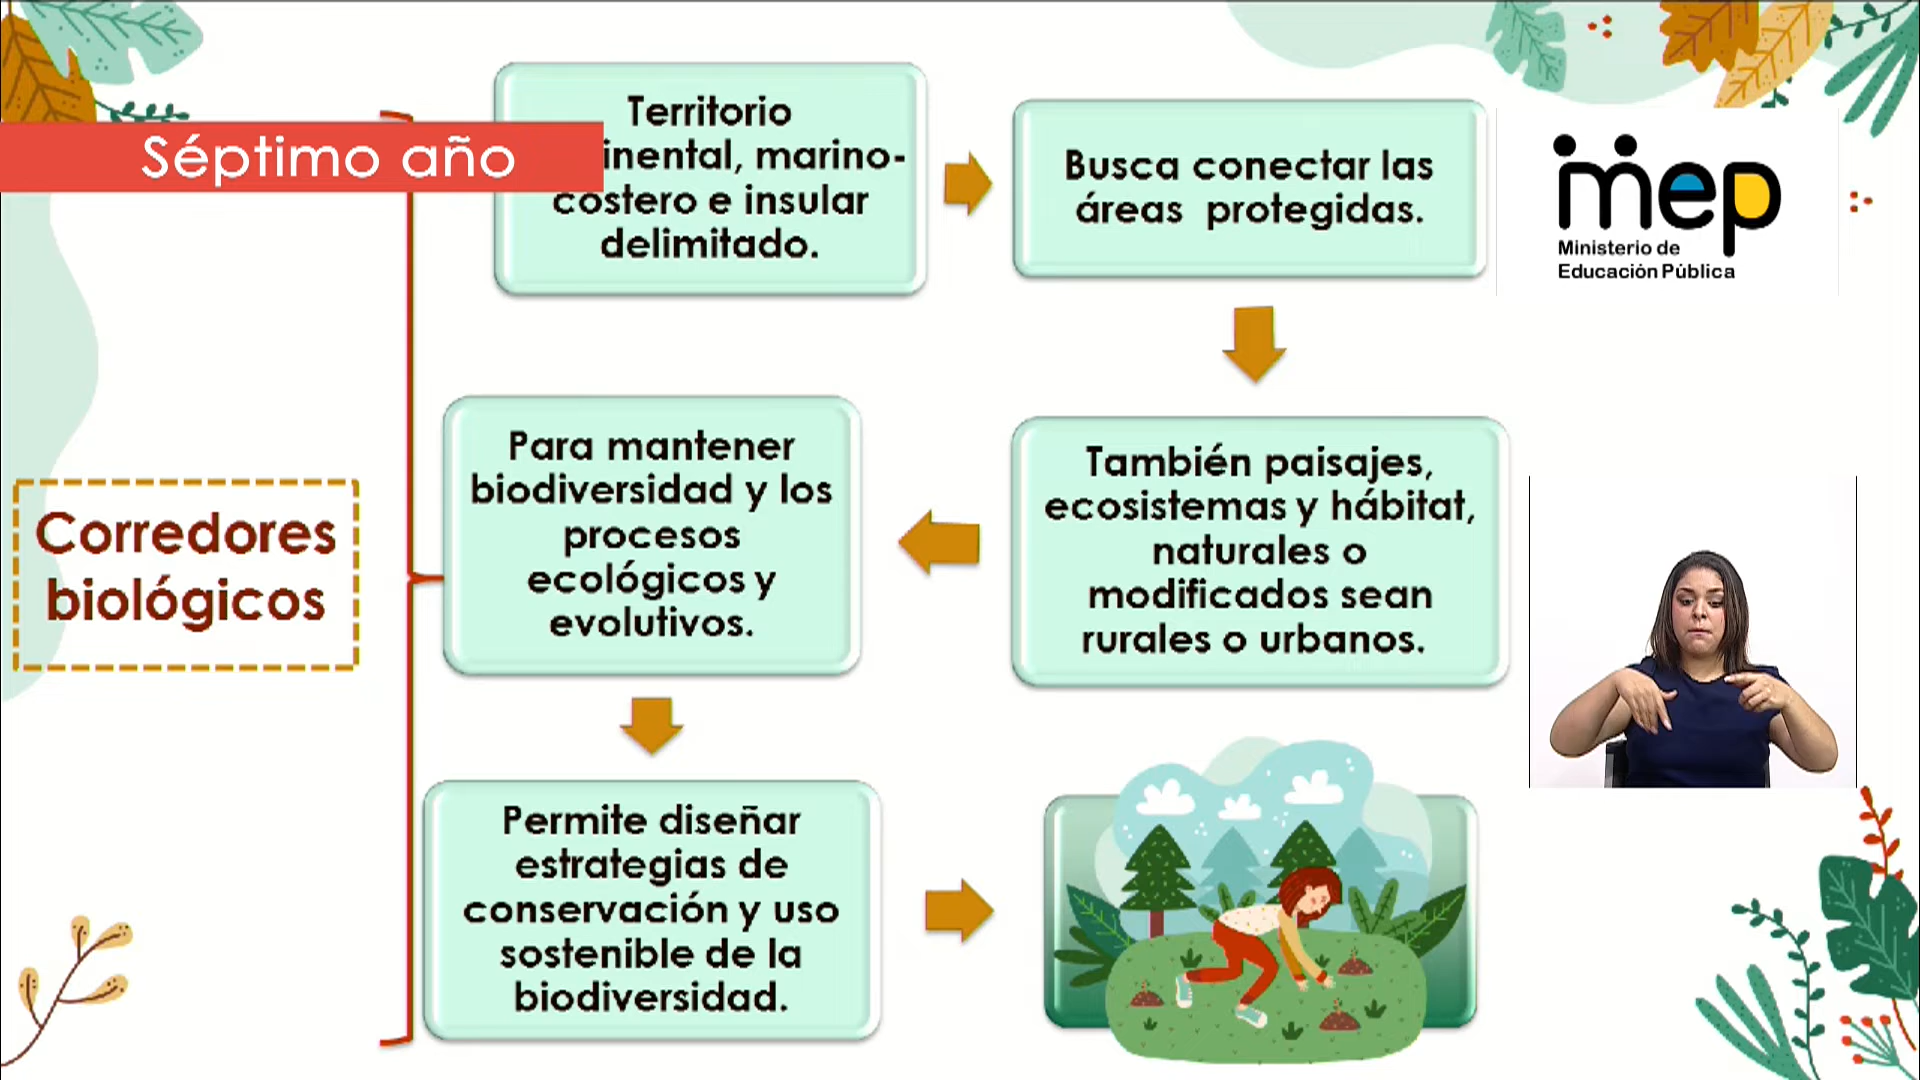 Séptimo año
Territorio
inental, marino-
costero e insular
delimitado.
Busca conectar las
áreas protegidas.
mep
Ministerio de
Educación Pública
Corredores
biológicos
Para mantener
biodiversidad y los
procesos
ecológicos y
evolutivos.
También paisajes,
ecosistemas y hábitat,
naturales o
modificados sean
rurales o urbanos.
Permite diseñar
estrategias de
conservación y uso
sostenible de la
biodiversidad.